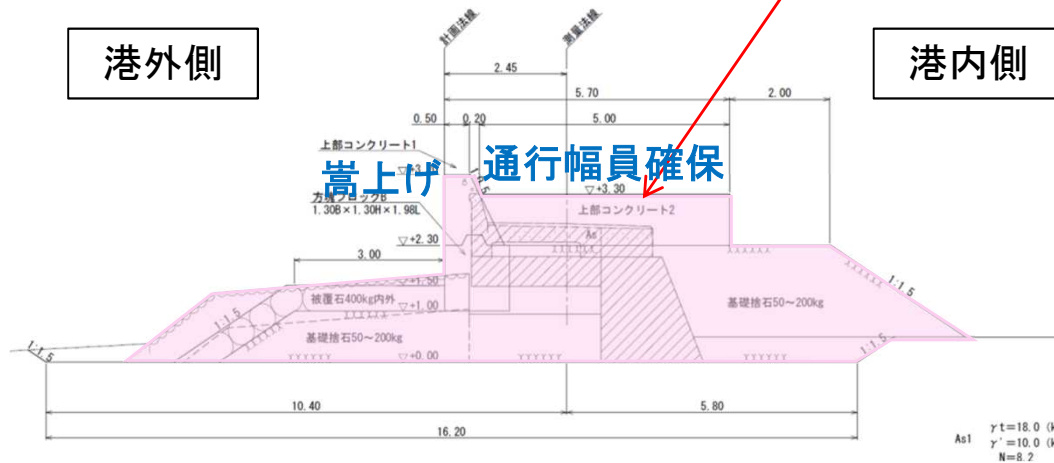 計画法線
測量法線
港外側
港内側
2.45
5.70
2.00
0.50
0.20
5.00
上部コンクリート1
嵩上げ
通行幅員確保
▽+3.30
方塊ブロックB
1.30B×1.30H×1.98L
上部コンクリート2
As
▽+2.30
3.00
+1.50
被覆石400kg内外
▽+1.00
1:1.5
基礎捨石50～200kg
基礎捨石50～200kg
1:1.5
1:1.5
▽+0.00
1:1.5
10.40
5.80
16.20
As1
γt=18.0
γ'=10.0
N=8.2